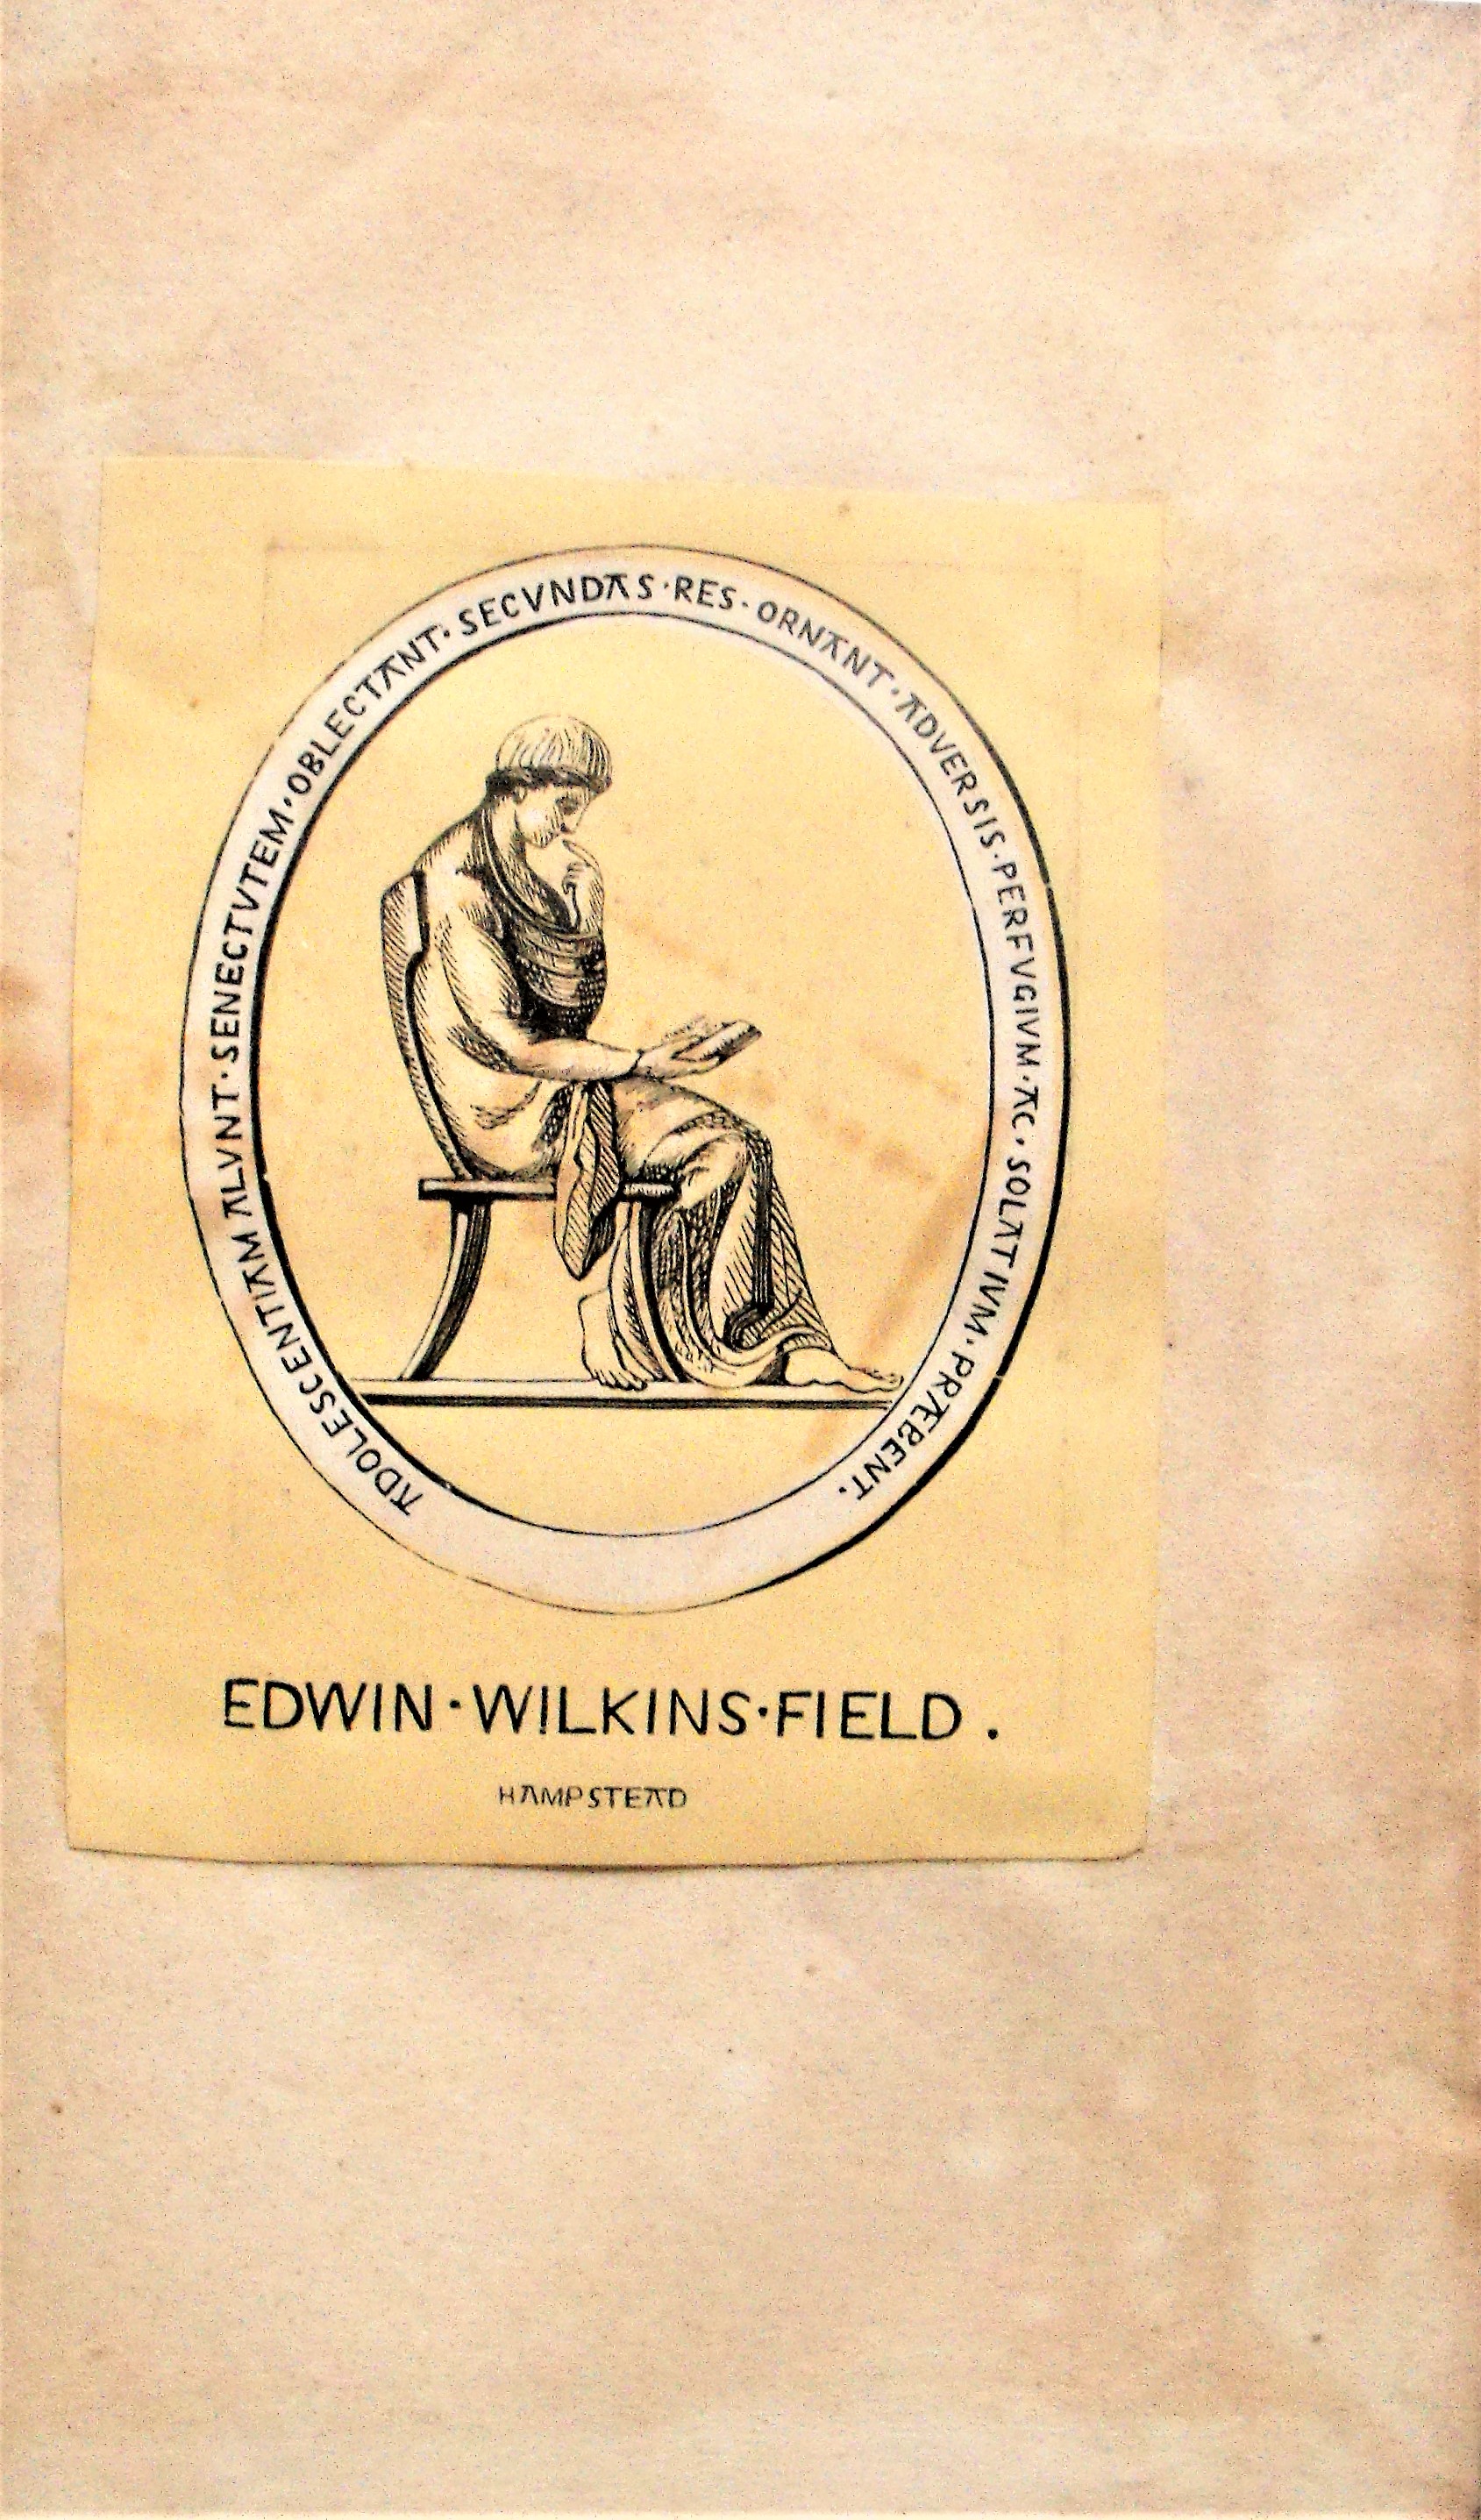 ADOLESCENTIAM ALVNT · SENECTVTEM · OBLECTANT · SECVNDAS · RES · ORNANT · ADVERSIS · PERFVGIVM · AC · SOLATIVM · PRÆBENT.
EDWIN · WILKINS · FIELD .
HAMPSTEAD